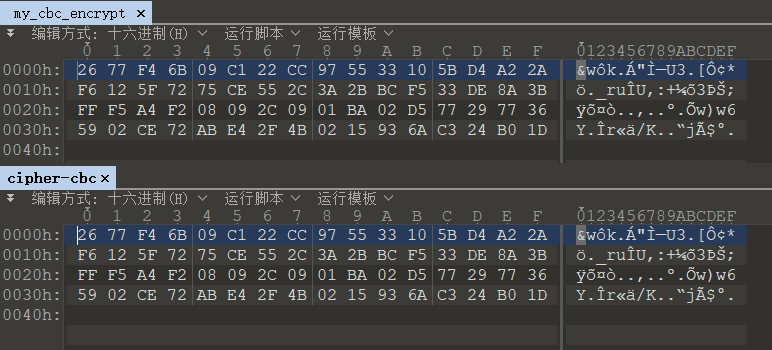 my_cbc_encrypt ×
编辑方式: 十六进制(H) 运行脚本 运行模板
0 1 2 3 4 5 6 7 8 9 A B C D E F 0123456789ABCDEF
0000h: 26 77 F4 6B 09 C1 22 CC 97 55 33 10 5B D4 A2 2A &wôk.Á"Ì—U3.[Ô¢*
0010h: F6 12 5F 72 75 CE 55 2C 3A 2B BC F5 33 DE 8A 3B ö._ruÎU,:+¼õ3ÞŠ;
0020h: FF F5 A4 F2 08 09 2C 09 01 BA 02 D5 77 29 77 36 ÿõ¤ò..,..º.Õw)w6
0030h: 59 02 CE 72 AB E4 2F 4B 02 15 93 6A C3 24 B0 1D Y.Îr«ä/K..“jÃ$°.
0040h:
cipher-cbc ×
编辑方式: 十六进制(H) 运行脚本 运行模板
0 1 2 3 4 5 6 7 8 9 A B C D E F 0123456789ABCDEF
0000h: 26 77 F4 6B 09 C1 22 CC 97 55 33 10 5B D4 A2 2A &wôk.Á"Ì—U3.[Ô¢*
0010h: F6 12 5F 72 75 CE 55 2C 3A 2B BC F5 33 DE 8A 3B ö._ruÎU,:+¼õ3ÞŠ;
0020h: FF F5 A4 F2 08 09 2C 09 01 BA 02 D5 77 29 77 36 ÿõ¤ò..,..º.Õw)w6
0030h: 59 02 CE 72 AB E4 2F 4B 02 15 93 6A C3 24 B0 1D Y.Îr«ä/K..“jÃ$°.
0040h: